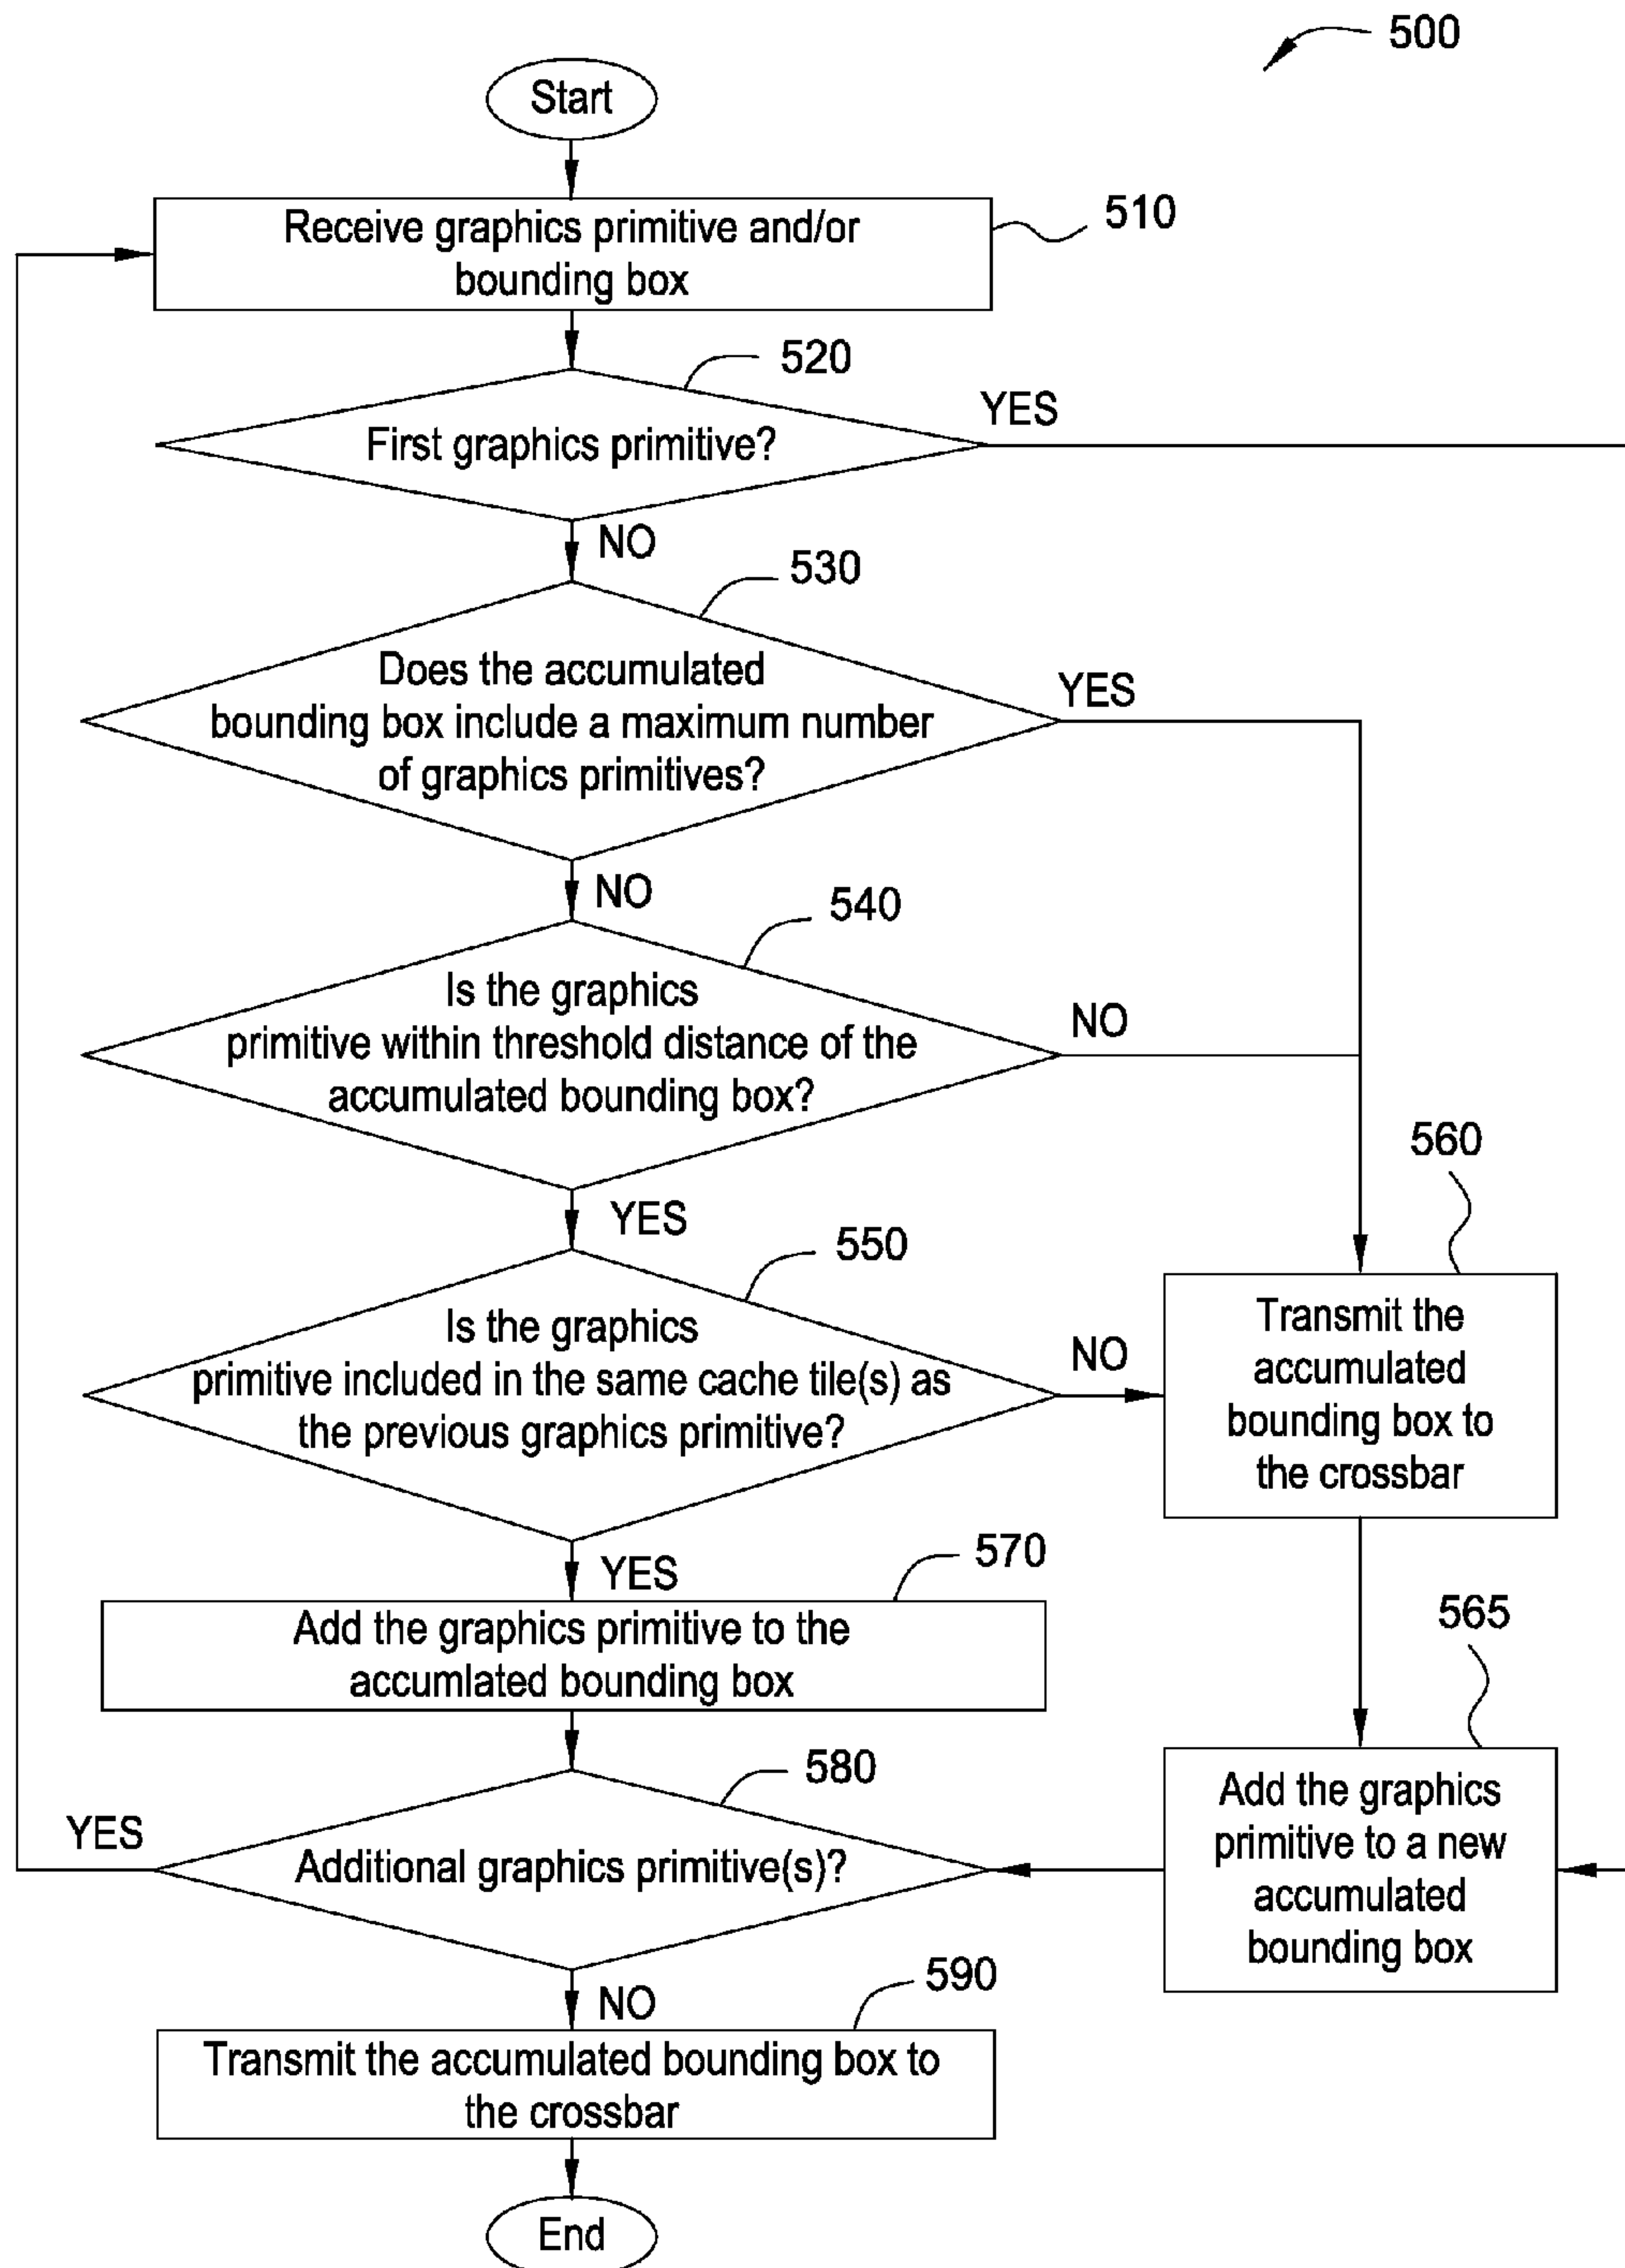 500
Start
Receive graphics primitive and/or
bounding box
510
520
First graphics primitive?
YES
NO
530
Does the accumulated
bounding box include a maximum number
of graphics primitives?
YES
NO
540
Is the graphics
primitive within threshold distance of the
accumulated bounding box?
NO
YES
550
Is the graphics
primitive included in the same cache tile(s) as
the previous graphics primitive?
NO
560
Transmit the
accumulated
bounding box to
the crossbar
YES
570
Add the graphics primitive to the
accumlated bounding box
565
Add the graphics
primitive to a new
accumulated
bounding box
580
Additional graphics primitive(s)?
YES
NO
590
Transmit the accumulated bounding box to
the crossbar
End